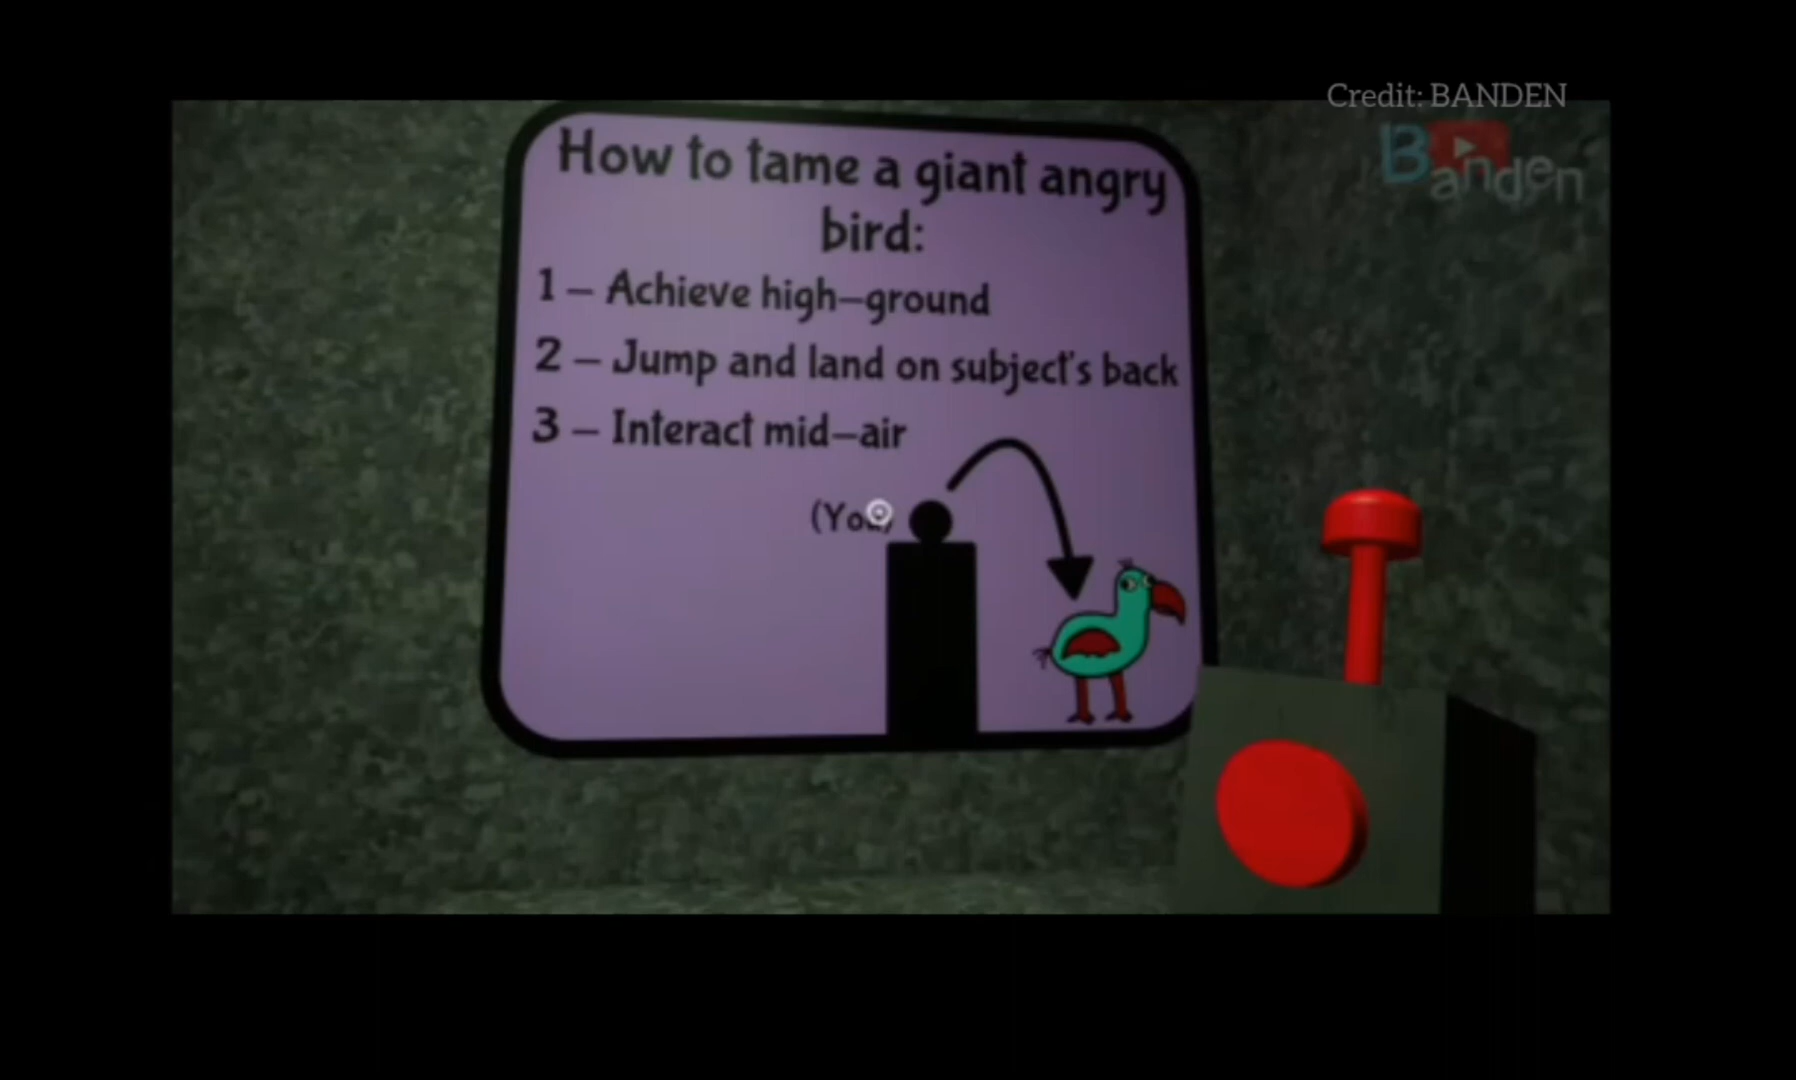 Credit: BANDEN
Banden
How to tame a giant angry
bird:
1 – Achieve high–ground
2 – Jump and land on subject's back
3 – Interact mid–air
(You)